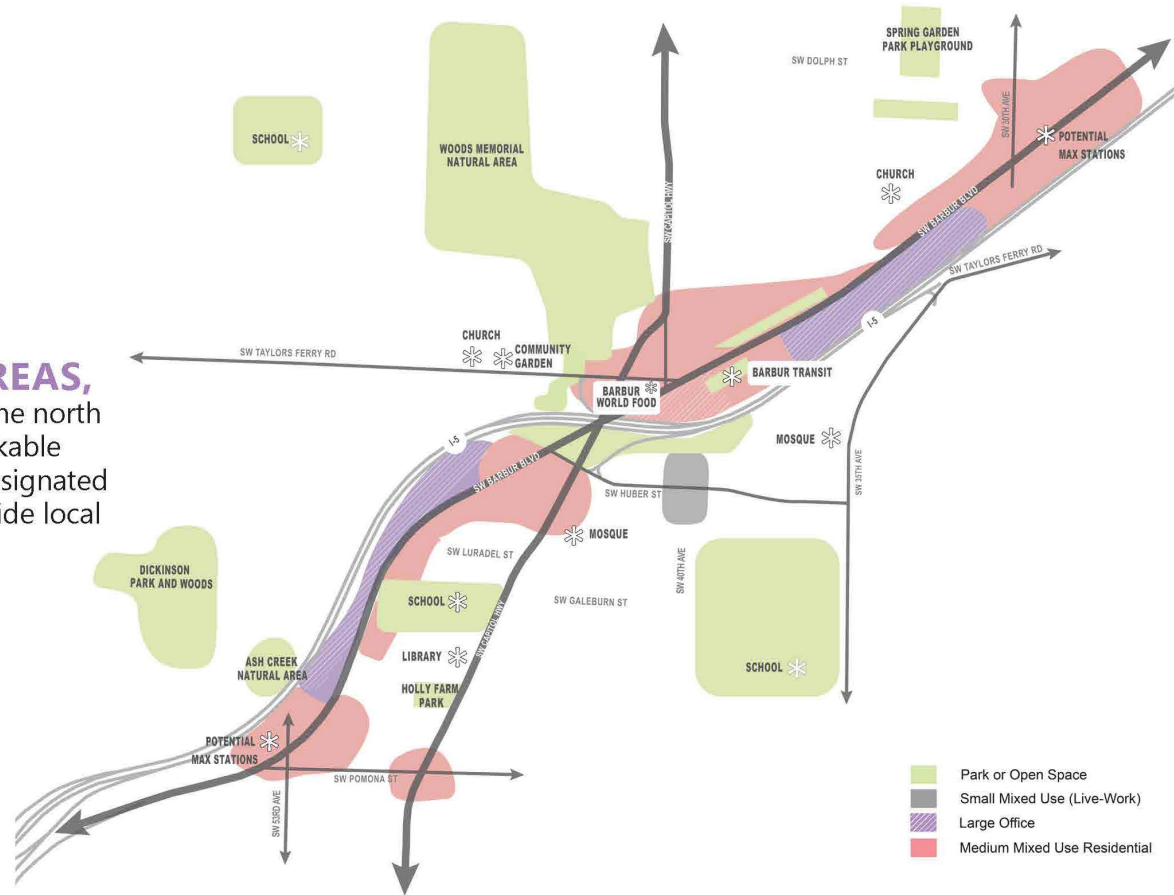 SPRING GARDEN
PARK PLAYGROUND
SW DOLPH ST
SW 30TH AVE
SCHOOL
WOODS MEMORIAL
NATURAL AREA
POTENTIAL
MAX STATIONS
CHURCH
SW CAPITOL HWY
SW BARBUR BLVD
SW TAYLORS FERRY RD
I-5
CHURCH
COMMUNITY
GARDEN
SW TAYLORS FERRY RD
REAS,
he north
kable
signated
ide local
BARBUR TRANSIT
BARBUR
WORLD FOOD
I-5
MOSQUE
SW BARBUR BLVD
SW HUBER ST
SW 35TH AVE
MOSQUE
SW LURADEL ST
SW 40TH AVE
DICKINSON
PARK AND WOODS
SCHOOL
SW GALEBURN ST
SW CAPITOL HWY
LIBRARY
SCHOOL
ASH CREEK
NATURAL AREA
HOLLY FARM
PARK
POTENTIAL
MAX STATIONS
SW POMONA ST
SW 53RD AVE
Park or Open Space
Small Mixed Use (Live-Work)
Large Office
Medium Mixed Use Residential